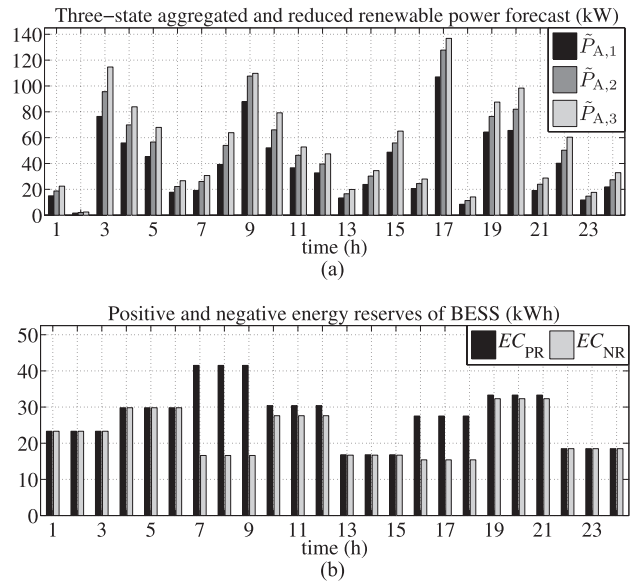 Three−state aggregated and reduced renewable power forecast (kW)
140
120
100
80
60
40
20
0
P̃A,1
P̃A,2
P̃A,3
1 3 5 7 9 11 13 15 17 19 21 23
time (h)
(a)
Positive and negative energy reserves of BESS (kWh)
50
40
30
20
10
0
ECPR ECNR
1 3 5 7 9 11 13 15 17 19 21 23
time (h)
(b)